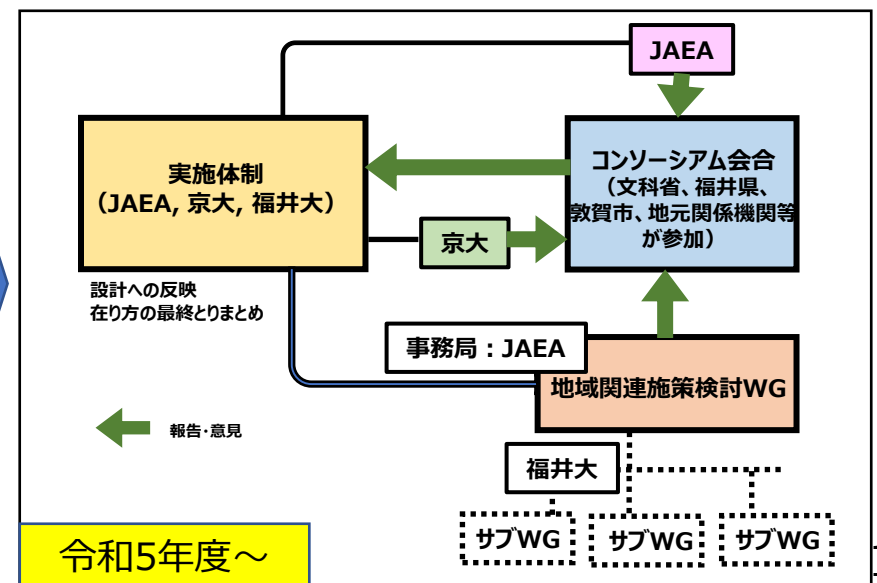 JAEA
実施体制
（JAEA, 京大, 福井大）
コンソーシアム会合
（文科省、福井県、
敦賀市、地元関係機関等
が参加）
京大
設計への反映
在り方の最終とりまとめ
事務局：JAEA
地域関連施策検討WG
報告・意見
福井大
サブWG
サブWG
サブWG
令和5年度～